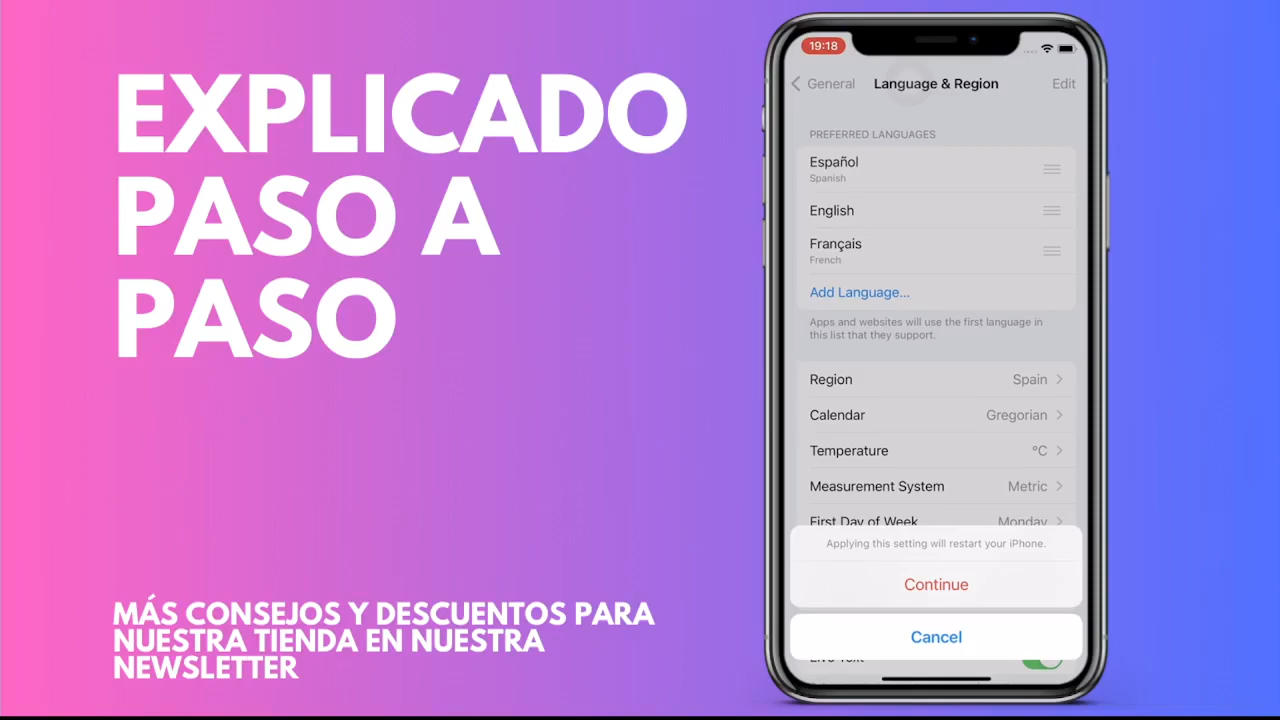 EXPLICADO
PASO A
PASO
MÁS CONSEJOS Y DESCUENTOS PARA
NUESTRA TIENDA EN NUESTRA
NEWSLETTER
19:18
General
Language & Region
Edit
PREFERRED LANGUAGES
Español
Spanish
English
Français
French
Add Language...
Apps and websites will use the first language in
this list that they support.
Region Spain
Calendar Gregorian
Temperature °C
Measurement System Metric
First Day of Week Monday
Applying this setting will restart your iPhone.
Continue
Cancel
Live Text